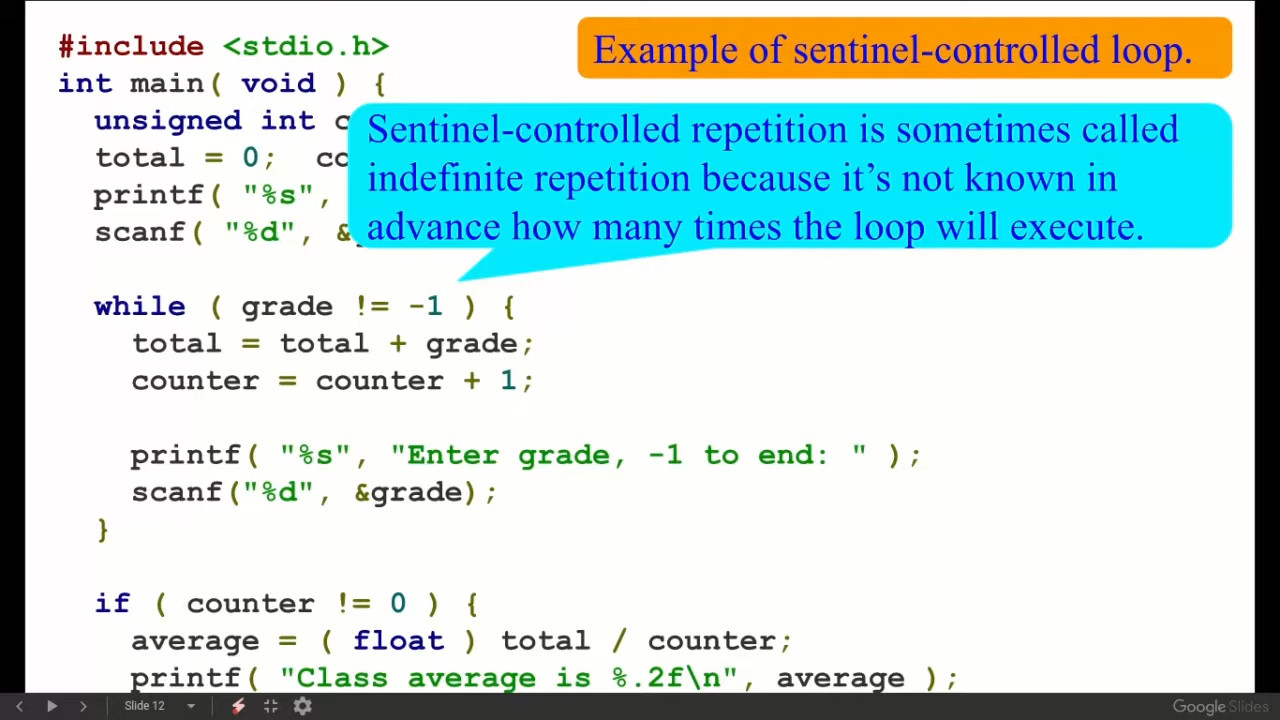 #include <stdio.h>
Example of sentinel-controlled loop.
int main( void ) {
unsigned int
total = 0;
printf( "%s",
scanf( "%d", &
Sentinel-controlled repetition is sometimes called
indefinite repetition because it’s not known in
advance how many times the loop will execute.
while ( grade != -1 ) {
total = total + grade;
counter = counter + 1;
printf( "%s", "Enter grade, -1 to end: " );
scanf("%d", &grade);
}
if ( counter != 0 ) {
average = ( float ) total / counter;
printf( "Class average is %.2f\n", average );
Slide 12
Google Slides